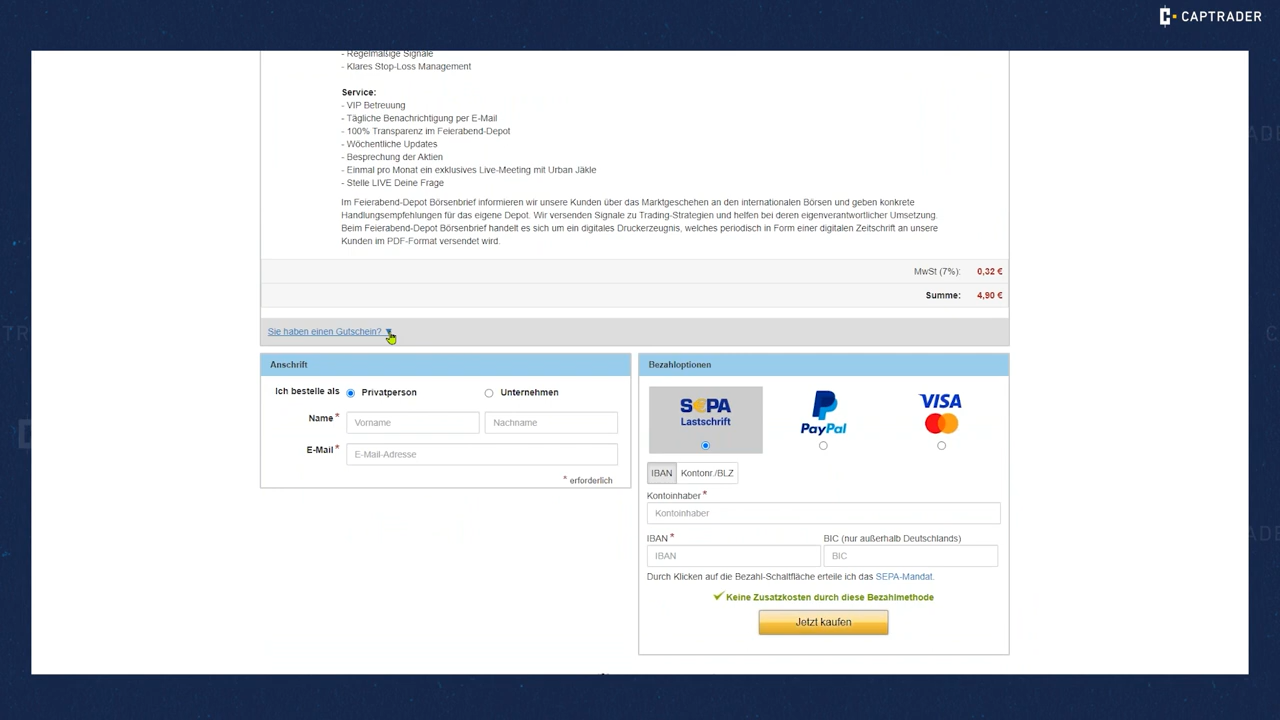 CAPTRADER
- Regelmäßige Signale
- Klares Stop-Loss Management
Service:
- VIP Betreuung
- Tägliche Benachrichtigung per E-Mail
- 100% Transparenz im Feierabend-Depot
- Wöchentliche Updates
- Besprechung der Aktien
- Einmal pro Monat ein exklusives Live-Meeting mit Urban Jäkle
- Stelle LIVE Deine Frage
Im Feierabend-Depot Börsenbrief informieren wir unsere Kunden über das Marktgeschehen an den internationalen Börsen und geben konkrete
Handlungsempfehlungen für das eigene Depot. Wir versenden Signale zu Trading-Strategien und helfen bei deren eigenverantwortlicher Umsetzung.
Beim Feierabend-Depot Börsenbrief handelt es sich um ein digitales Druckerzeugnis, welches periodisch in Form einer digitalen Zeitschrift an unsere
Kunden im PDF-Format versendet wird.
MwSt (7%): 0,32 €
Summe: 4,90 €
Sie haben einen Gutschein?
Anschrift
Ich bestelle als Privatperson Unternehmen
Name * Vorname Nachname
E-Mail * E-Mail-Adresse
* erforderlich
Bezahloptionen
SEPA Lastschrift
PayPal
VISA
IBAN Kontonr./BLZ
Kontoinhaber *
Kontoinhaber
IBAN * BIC (nur außerhalb Deutschlands)
IBAN BIC
Durch Klicken auf die Bezahl-Schaltfläche erteile ich das SEPA-Mandat.
Keine Zusatzkosten durch diese Bezahlmethode
Jetzt kaufen